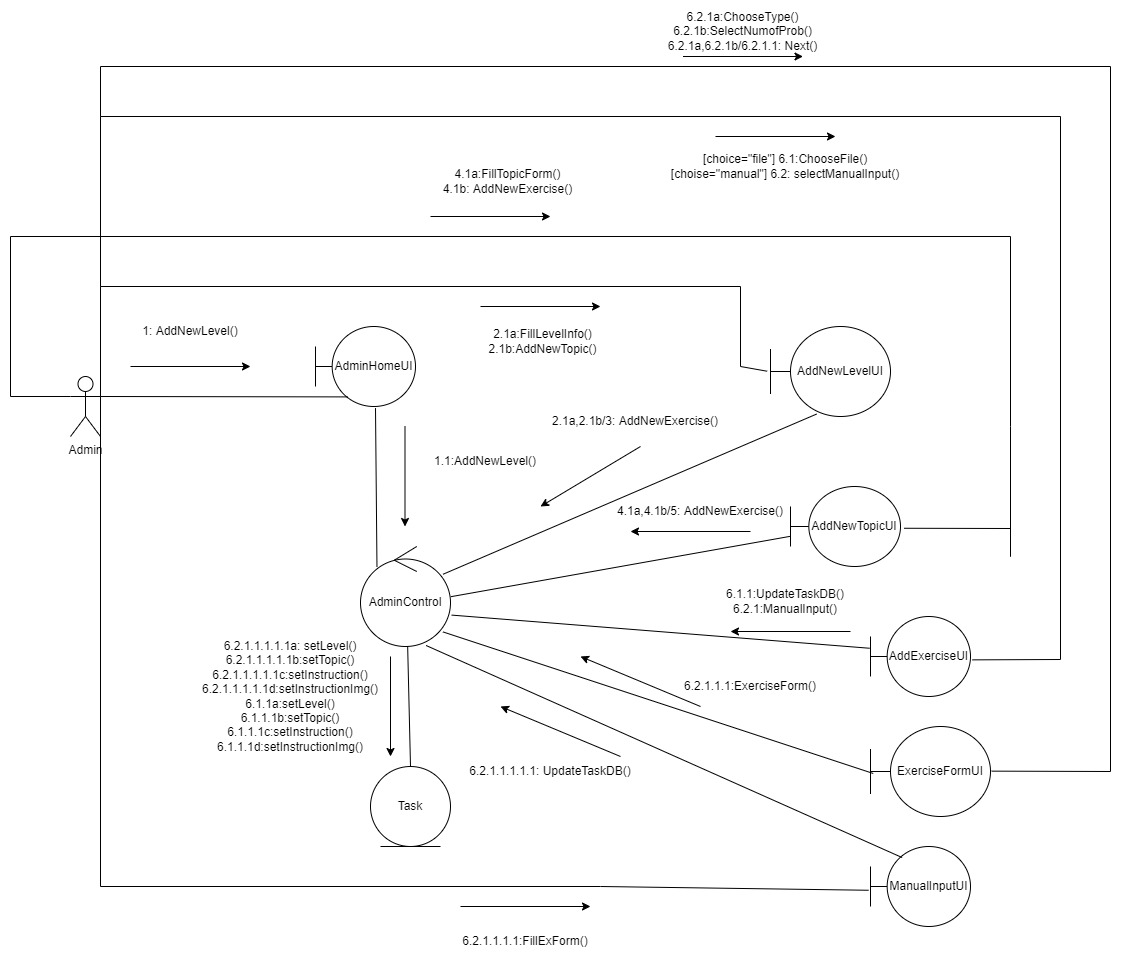 6.2.1a:ChooseType()
6.2.1b:SelectNumofProb()
6.2.1a,6.2.1b/6.2.1.1: Next()
[choice="file"] 6.1:ChooseFile()
[choise="manual"] 6.2: selectManualInput()
4.1a:FillTopicForm()
4.1b: AddNewExercise()
1: AddNewLevel()
2.1a:FillLevelInfo()
2.1b:AddNewTopic()
AdminHomeUI
AddNewLevelUI
Admin
2.1a,2.1b/3: AddNewExercise()
1.1:AddNewLevel()
4.1a,4.1b/5: AddNewExercise()
AddNewTopicUI
AdminControl
6.1.1:UpdateTaskDB()
6.2.1:ManualInput()
AddExerciseUI
6.2.1.1.1.1.1a: setLevel()
6.2.1.1.1.1.1b:setTopic()
6.2.1.1.1.1.1c:setInstruction()
6.2.1.1.1.1.1d:setInstructionImg()
6.1.1a:setLevel()
6.1.1.1b:setTopic()
6.1.1.1c:setInstruction()
6.1.1.1d:setInstructionImg()
6.2.1.1.1:ExerciseForm()
6.2.1.1.1.1.1: UpdateTaskDB()
ExerciseFormUI
Task
ManualInputUI
6.2.1.1.1.1:FillExForm()